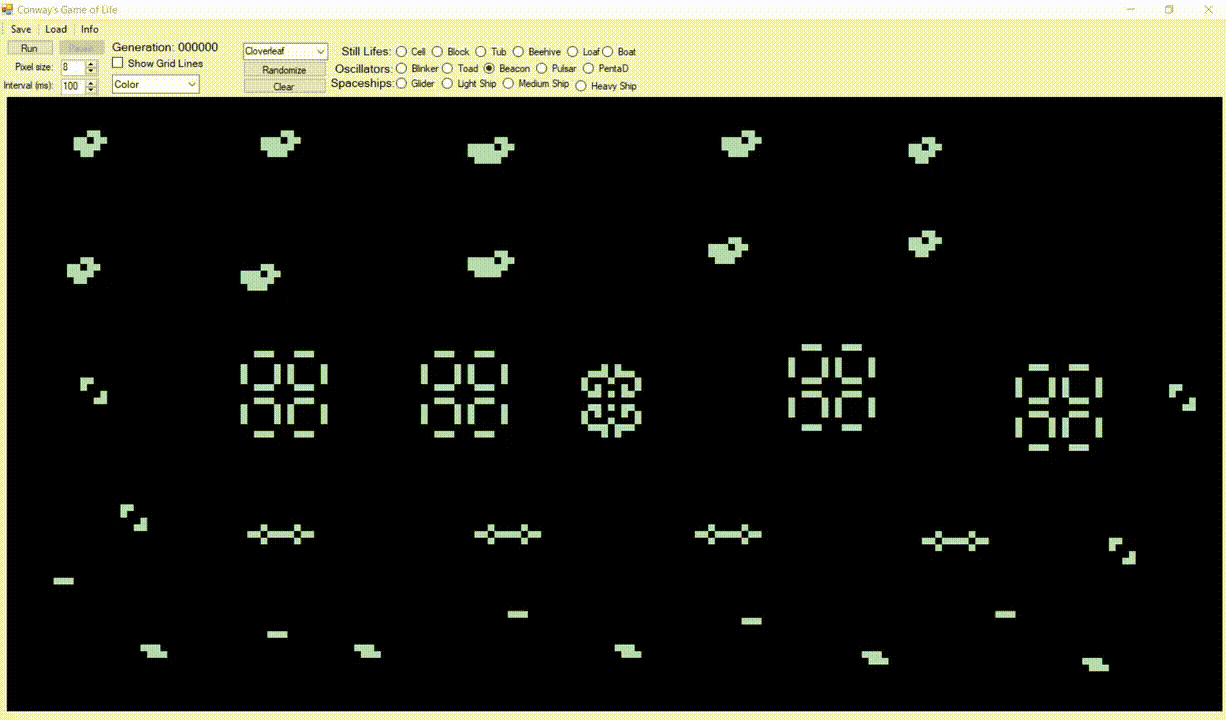 Conway's Game of Life
Save Load Info
Run Pause Generation: 000000 Cloverleaf Still Lifes: Cell Block Tub Beehive Loaf Boat
Pixel size: 8 Show Grid Lines Randomize Oscillators: Blinker Toad Beacon Pulsar PentaD
Interval (ms): 100 Color Clear Spaceships: Glider Light Ship Medium Ship Heavy Ship